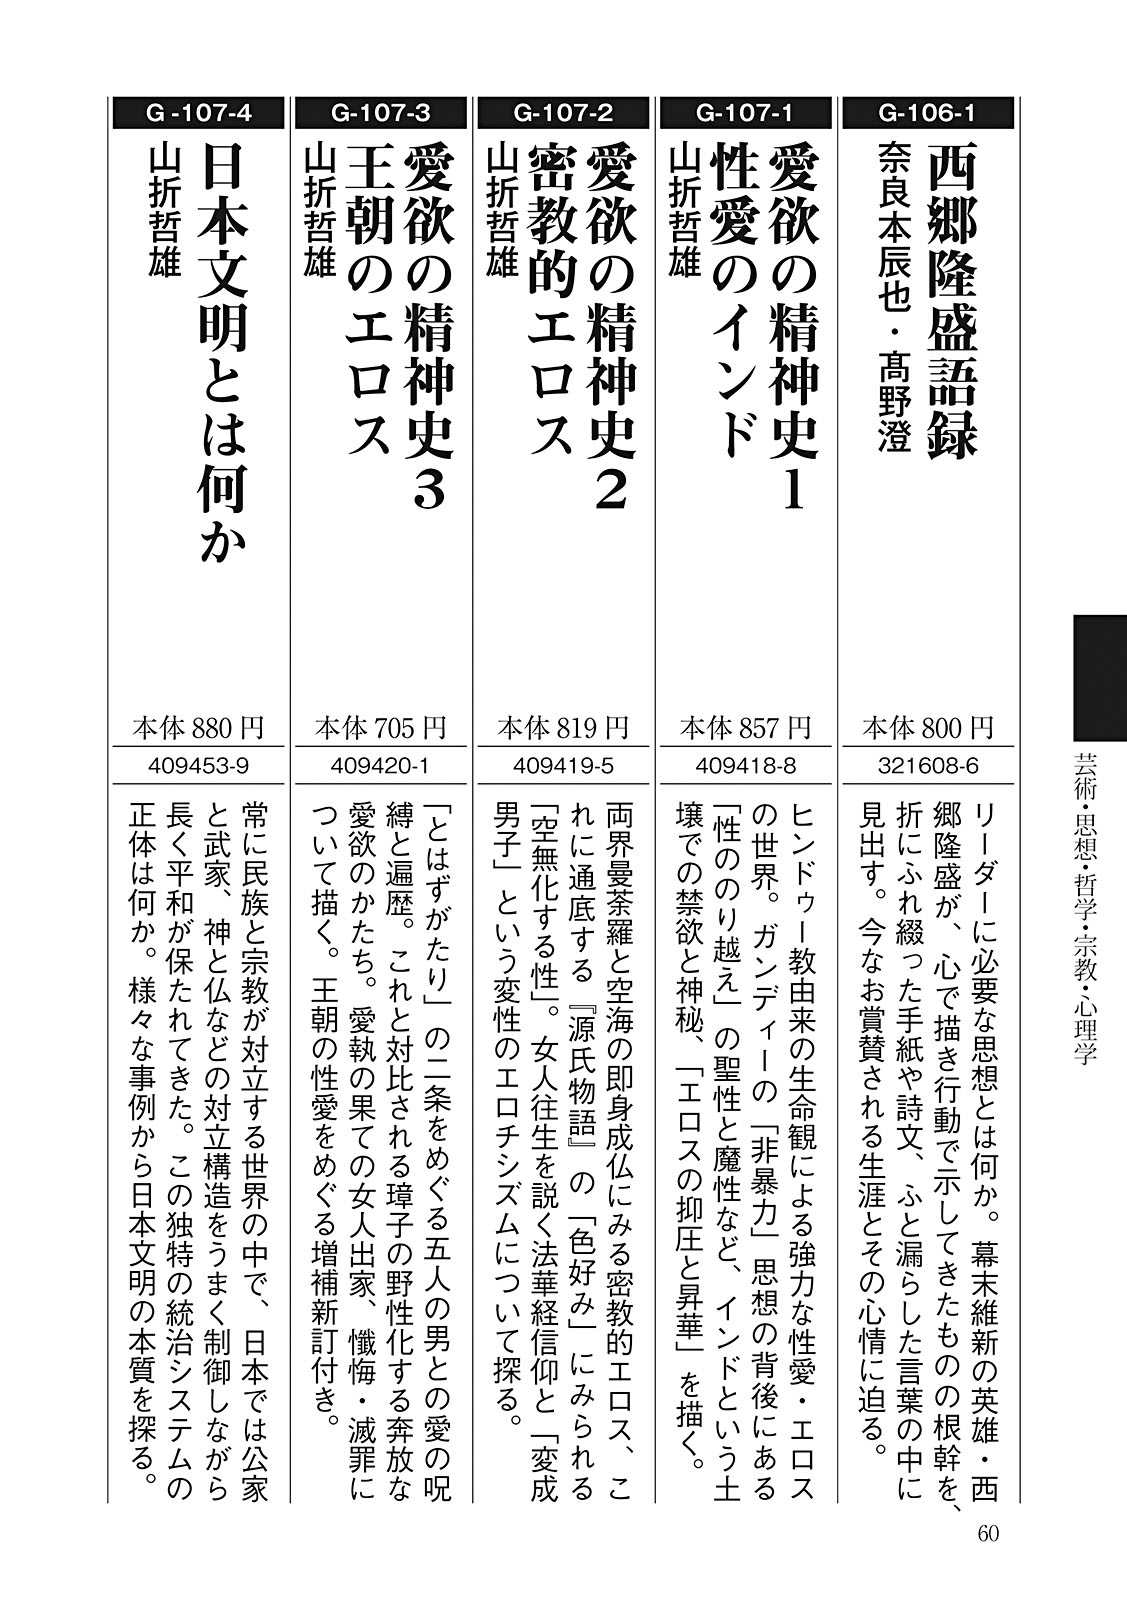 G-106-1
西郷隆盛語録
奈良本辰也・髙野澄
本体 800 円
321608-6
リーダーに必要な思想とは何か。幕末維新の英雄・西
郷隆盛が、心で描き行動で示してきたものの根幹を、
折にふれ綴った手紙や詩文、ふと漏らした言葉の中に
見出す。今なお賞賛される生涯とその心情に迫る。
G-107-1
愛欲の精神史1
性愛のインド
山折哲雄
本体 857 円
409418-8
ヒンドゥー教由来の生命観による強力な性愛・エロス
の世界。ガンディーの「非暴力」思想の背後にある
「性ののり越え」の聖性と魔性など、インドという土
壌での禁欲と神秘、「エロスの抑圧と昇華」を描く。
G-107-2
愛欲の精神史2
密教的エロス
山折哲雄
本体 819 円
409419-5
両界曼荼羅と空海の即身成仏にみる密教的エロス、こ
れに通底する『源氏物語』の「色好み」にみられる
「空無化する性」。女人往生を説く法華経信仰と「変成
男子」という変性のエロチシズムについて探る。
G-107-3
愛欲の精神史3
王朝のエロス
山折哲雄
本体 705 円
409420-1
「とはずがたり」の二条をめぐる五人の男との愛の呪
縛と遍歴。これと対比される璋子の野性化する奔放な
愛欲のかたち。愛執の果ての女人出家、懺悔・滅罪に
ついて描く。王朝の性愛をめぐる増補新訂付き。
G-107-4
日本文明とは何か
山折哲雄
本体 880 円
409453-9
常に民族と宗教が対立する世界の中で、日本では公家
と武家、神と仏などの対立構造をうまく制御しながら
長く平和が保たれてきた。この独特の統治システムの
正体は何か。様々な事例から日本文明の本質を探る。
芸術・思想・哲学・宗教・心理学
60